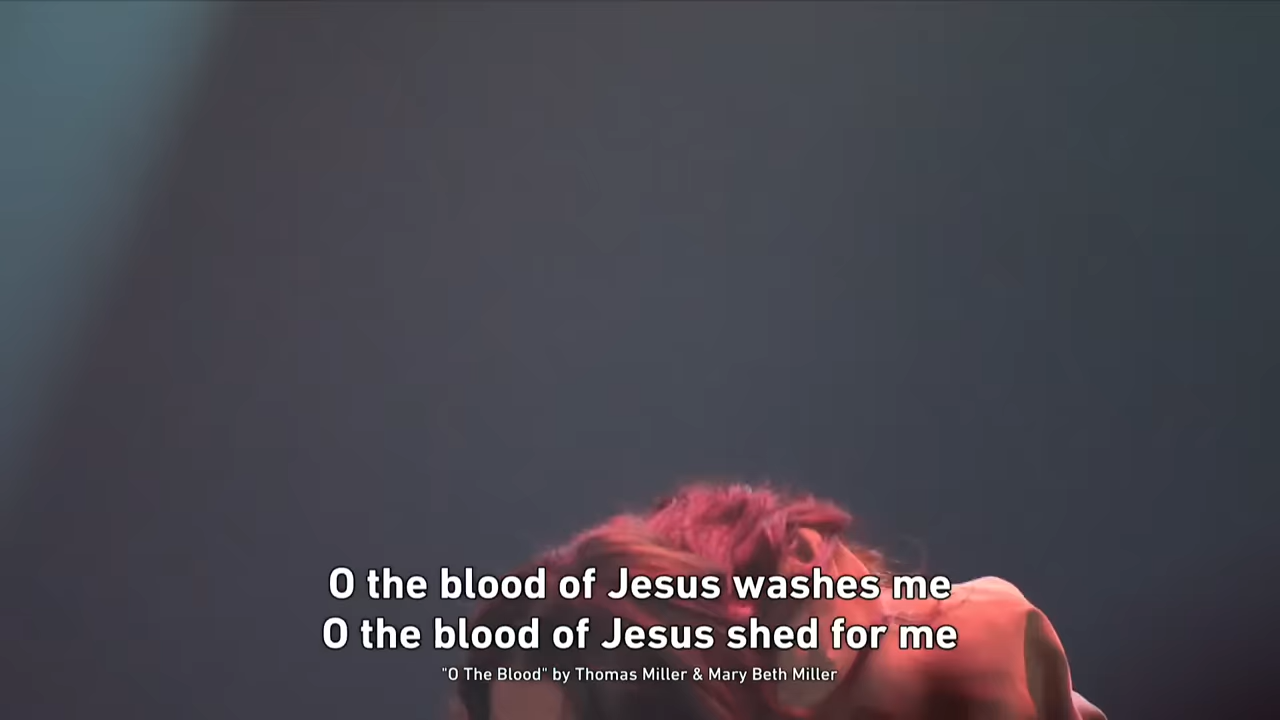 O the blood of Jesus washes me
O the blood of Jesus shed for me
"O The Blood" by Thomas Miller & Mary Beth Miller